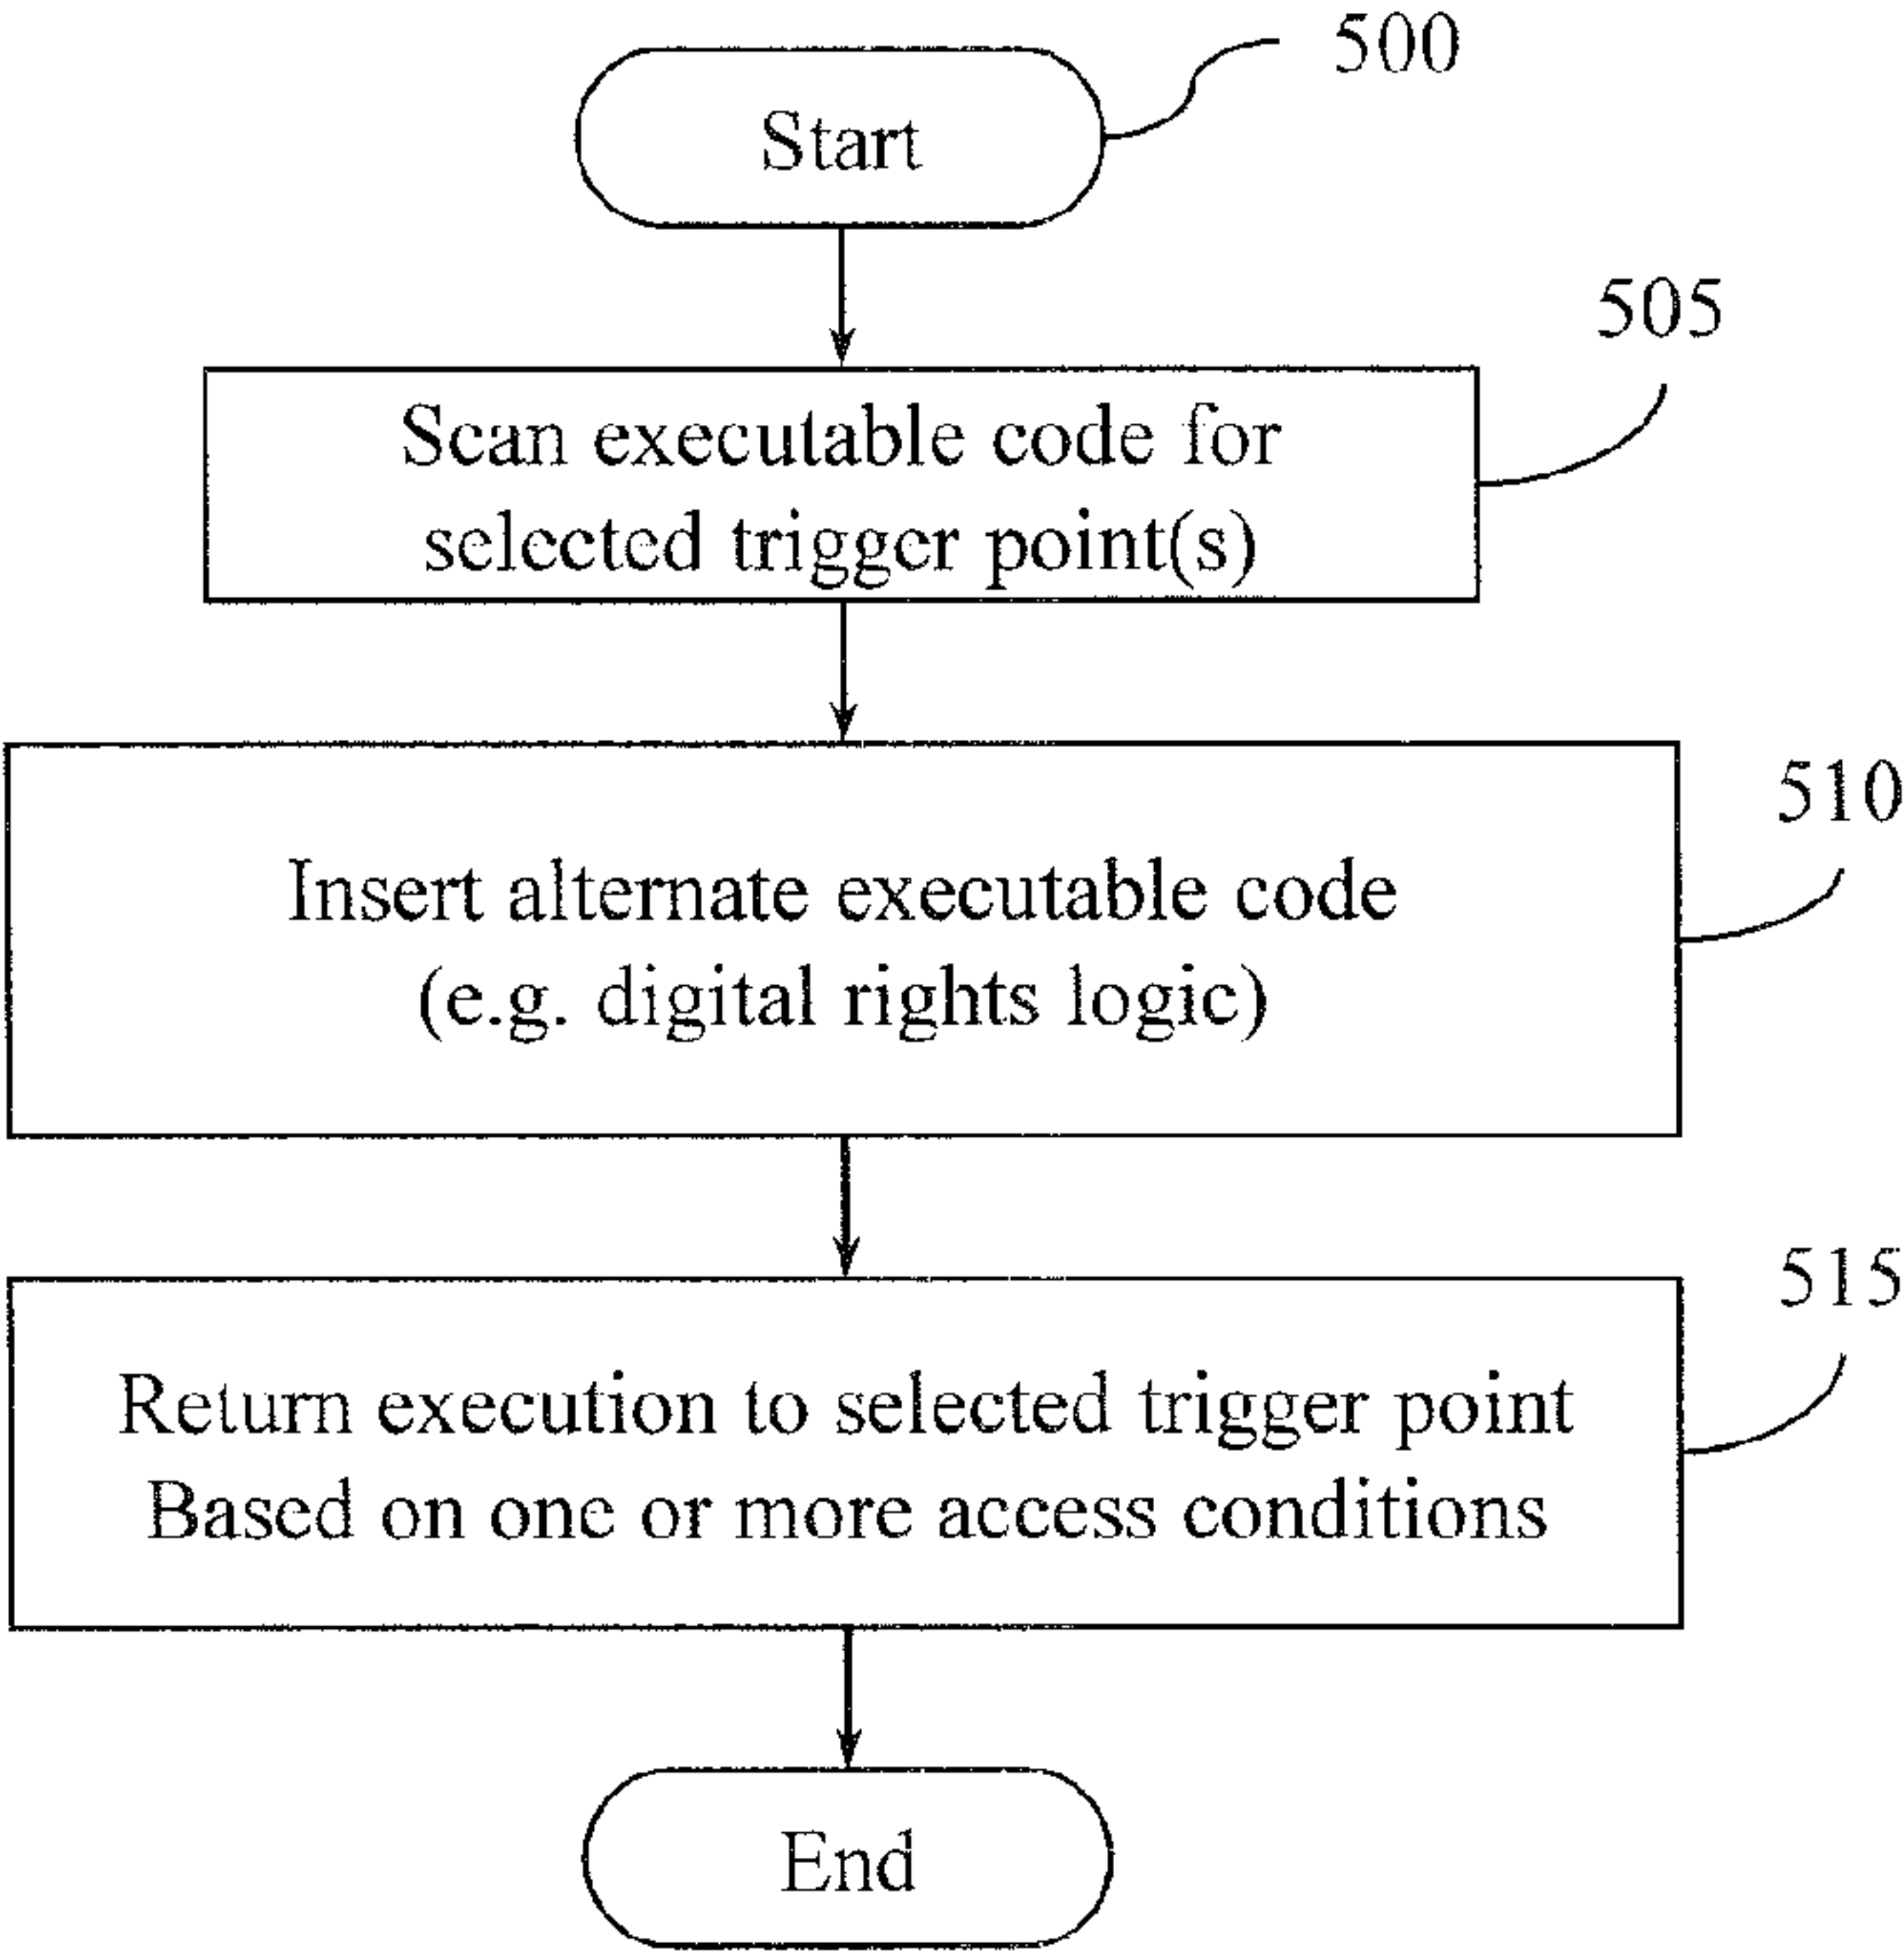 500
Start
505
Scan executable code for
selected trigger point(s)
510
Insert alternate executable code
(e.g. digital rights logic)
515
Return execution to selected trigger point
Based on one or more access conditions
End